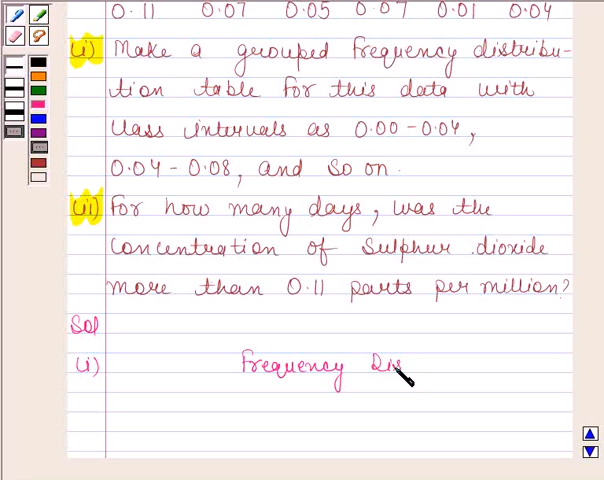 0.11 0.07 0.05 0.07 0.01 0.04
(i) Make a grouped frequency distribu-
tion table for this data with
class intervals as 0.00-0.04,
0.04-0.08, and so on.
(ii) For how many days, was the
concentration of Sulphur dioxide
more than 0.11 parts per million?
Sol
(i) Frequency Dis